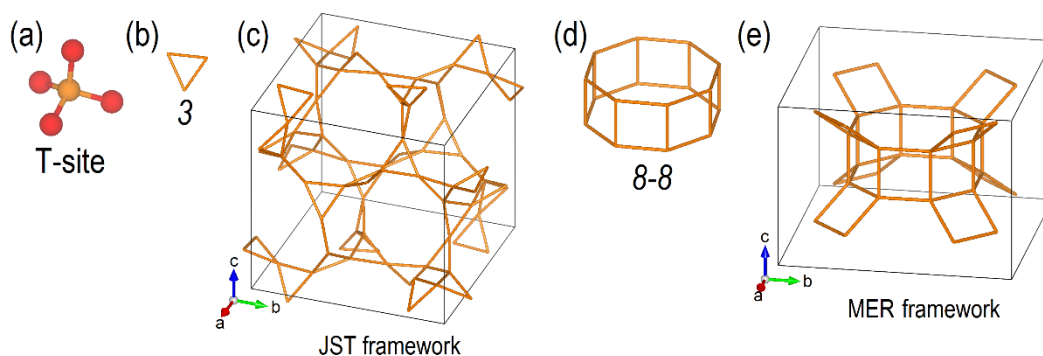 (a)
T-site
(b)
3
(c)
c
b
a
JST framework
(d)
8-8
(e)
c
b
a
MER framework